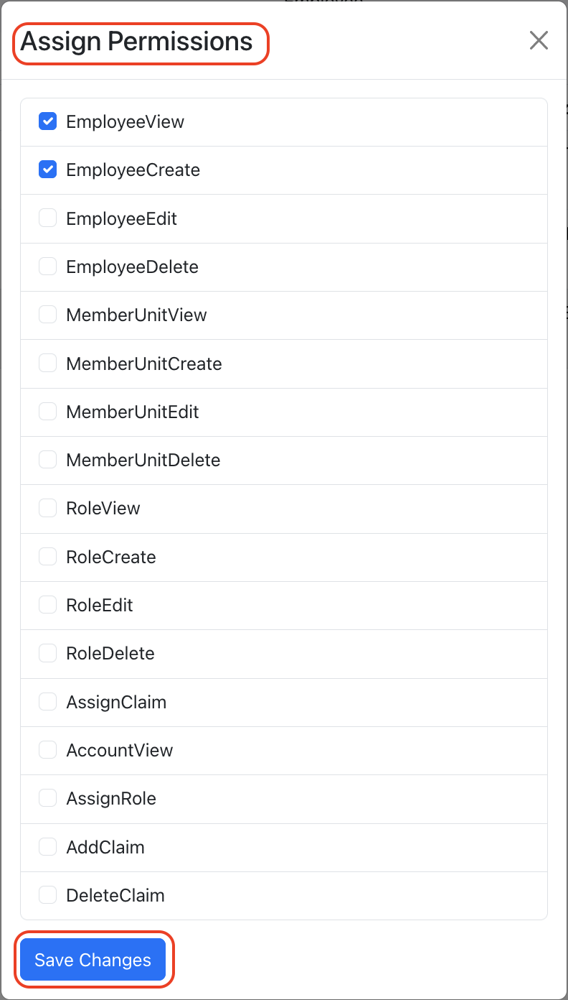 Assign Permissions
EmployeeView
EmployeeCreate
EmployeeEdit
EmployeeDelete
MemberUnitView
MemberUnitCreate
MemberUnitEdit
MemberUnitDelete
RoleView
RoleCreate
RoleEdit
RoleDelete
AssignClaim
AccountView
AssignRole
AddClaim
DeleteClaim
Save Changes